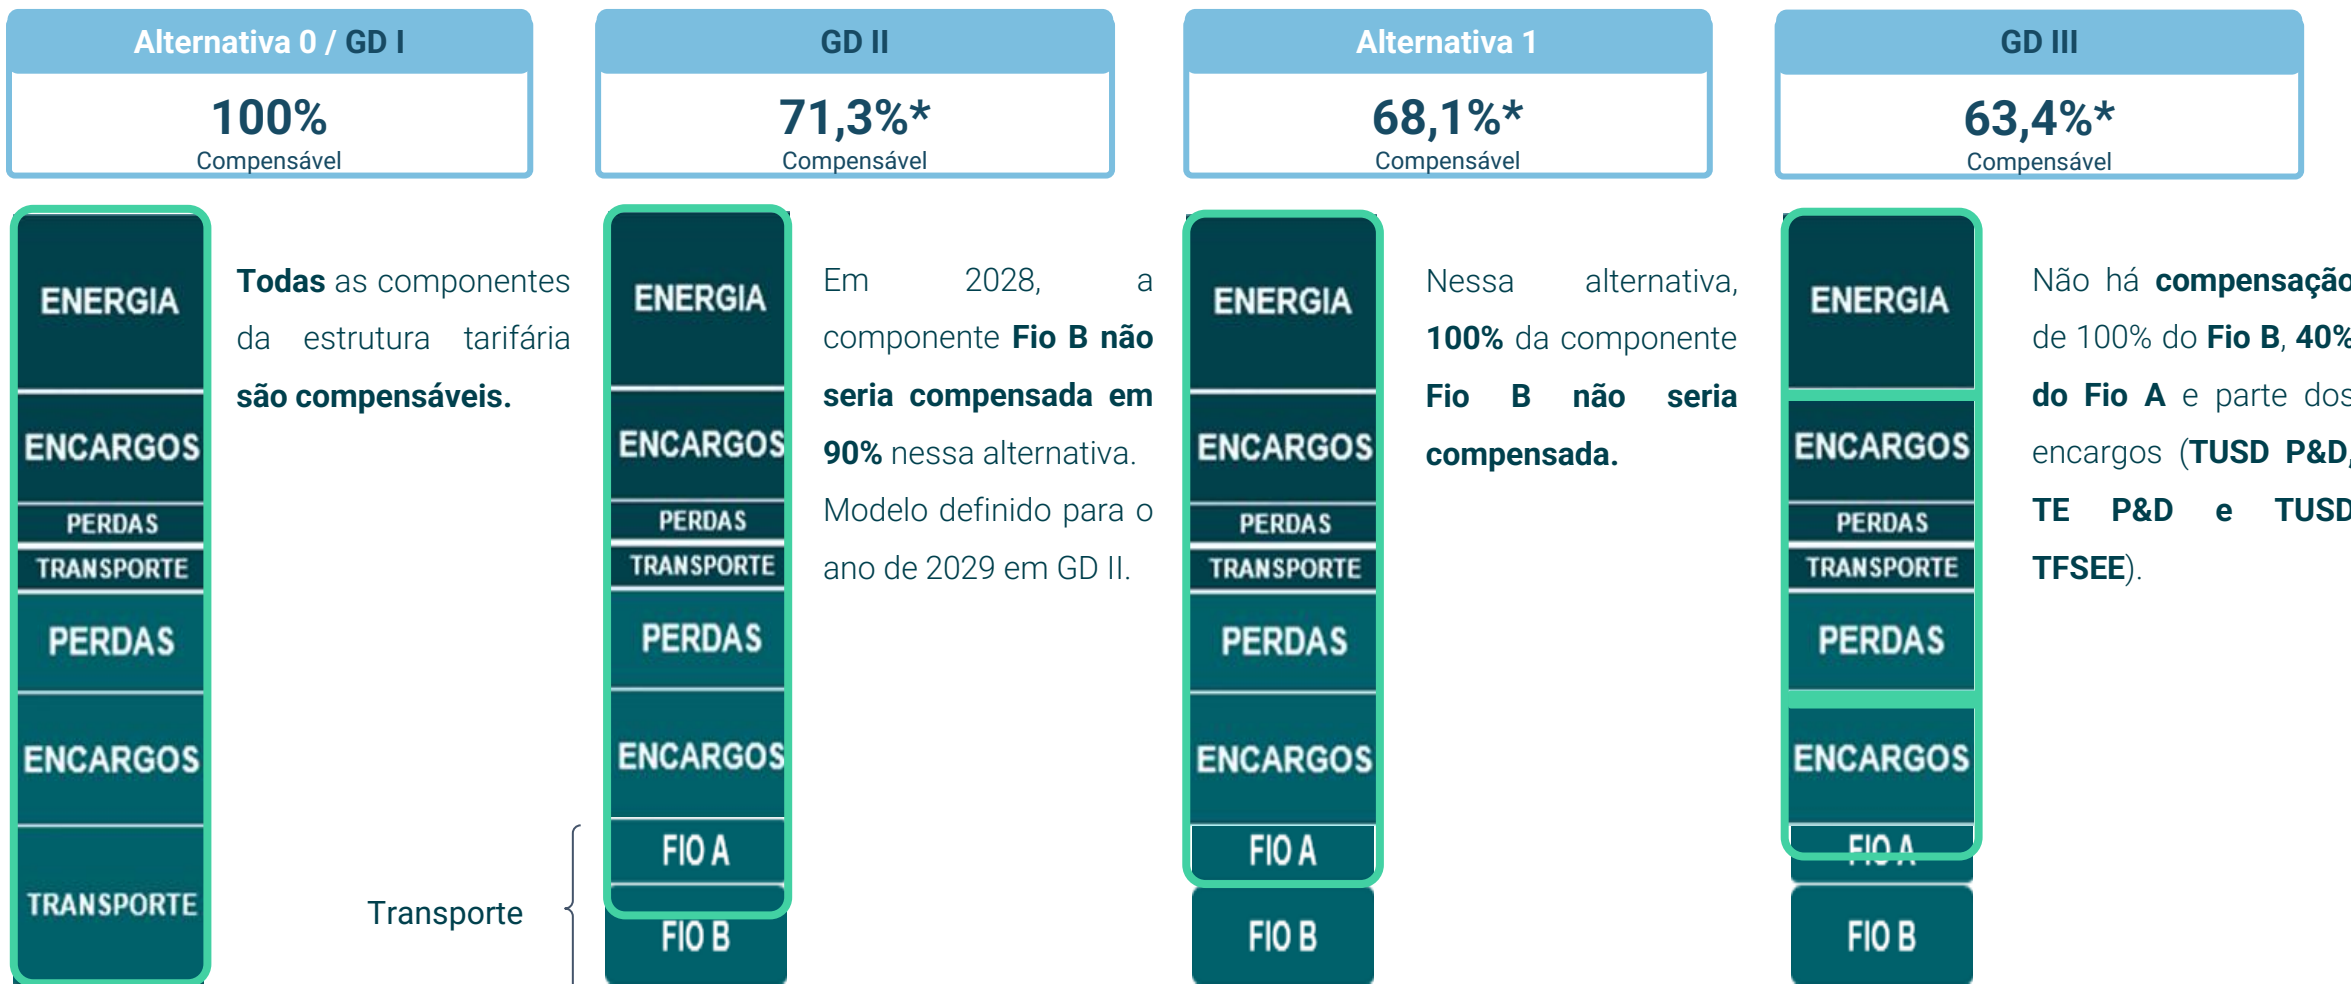 Alternativa 0 / GD I
100%
Compensável
ENERGIA
ENCARGOS
PERDAS
TRANSPORTE
PERDAS
ENCARGOS
TRANSPORTE
Todas as componentes
da estrutura tarifária
são compensáveis.
Transporte
GD II
71,3%*
Compensável
ENERGIA
ENCARGOS
PERDAS
TRANSPORTE
PERDAS
ENCARGOS
FIO A
FIO B
Em 2028, a
componente Fio B não
seria compensada em
90% nessa alternativa.
Modelo definido para o
ano de 2029 em GD II.
Alternativa 1
68,1%*
Compensável
ENERGIA
ENCARGOS
PERDAS
TRANSPORTE
PERDAS
ENCARGOS
FIO A
FIO B
Nessa alternativa,
100% da componente
Fio B não seria
compensada.
GD III
63,4%*
Compensável
ENERGIA
ENCARGOS
PERDAS
TRANSPORTE
PERDAS
ENCARGOS
FIO A
FIO B
Não há compensação
de 100% do Fio B, 40%
do Fio A e parte dos
encargos (TUSD P&D,
TE P&D e TUSD
TFSEE).